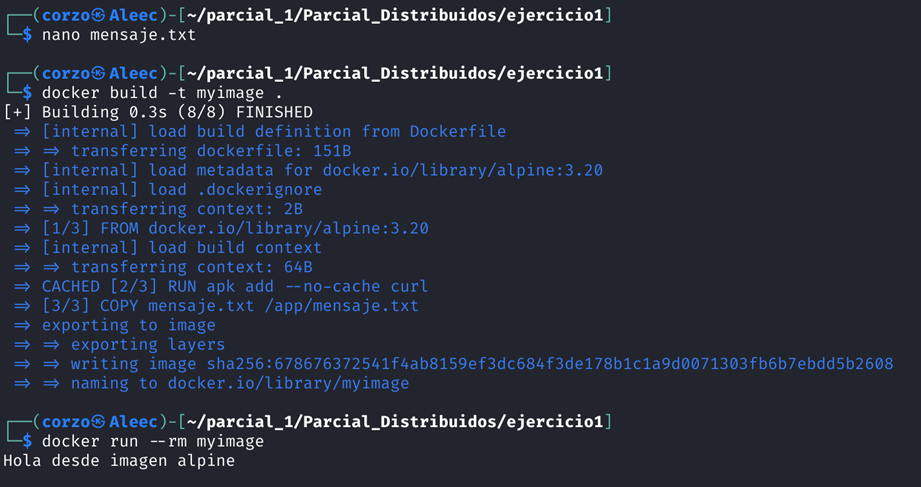 ┌──(corzo㉿Aleec)-[~/parcial_1/Parcial_Distribuidos/ejercicio1]
└─$ nano mensaje.txt
┌──(corzo㉿Aleec)-[~/parcial_1/Parcial_Distribuidos/ejercicio1]
└─$ docker build -t myimage .
[+] Building 0.3s (8/8) FINISHED
=> [internal] load build definition from Dockerfile
=> => transferring dockerfile: 151B
=> [internal] load metadata for docker.io/library/alpine:3.20
=> [internal] load .dockerignore
=> => transferring context: 2B
=> [1/3] FROM docker.io/library/alpine:3.20
=> [internal] load build context
=> => transferring context: 64B
=> CACHED [2/3] RUN apk add --no-cache curl
=> [3/3] COPY mensaje.txt /app/mensaje.txt
=> exporting to image
=> => exporting layers
=> => writing image sha256:678676372541f4ab8159ef3dc684f3de178b1c1a9d0071303fb6b7ebdd5b2608
=> => naming to docker.io/library/myimage
┌──(corzo㉿Aleec)-[~/parcial_1/Parcial_Distribuidos/ejercicio1]
└─$ docker run --rm myimage
Hola desde imagen alpine